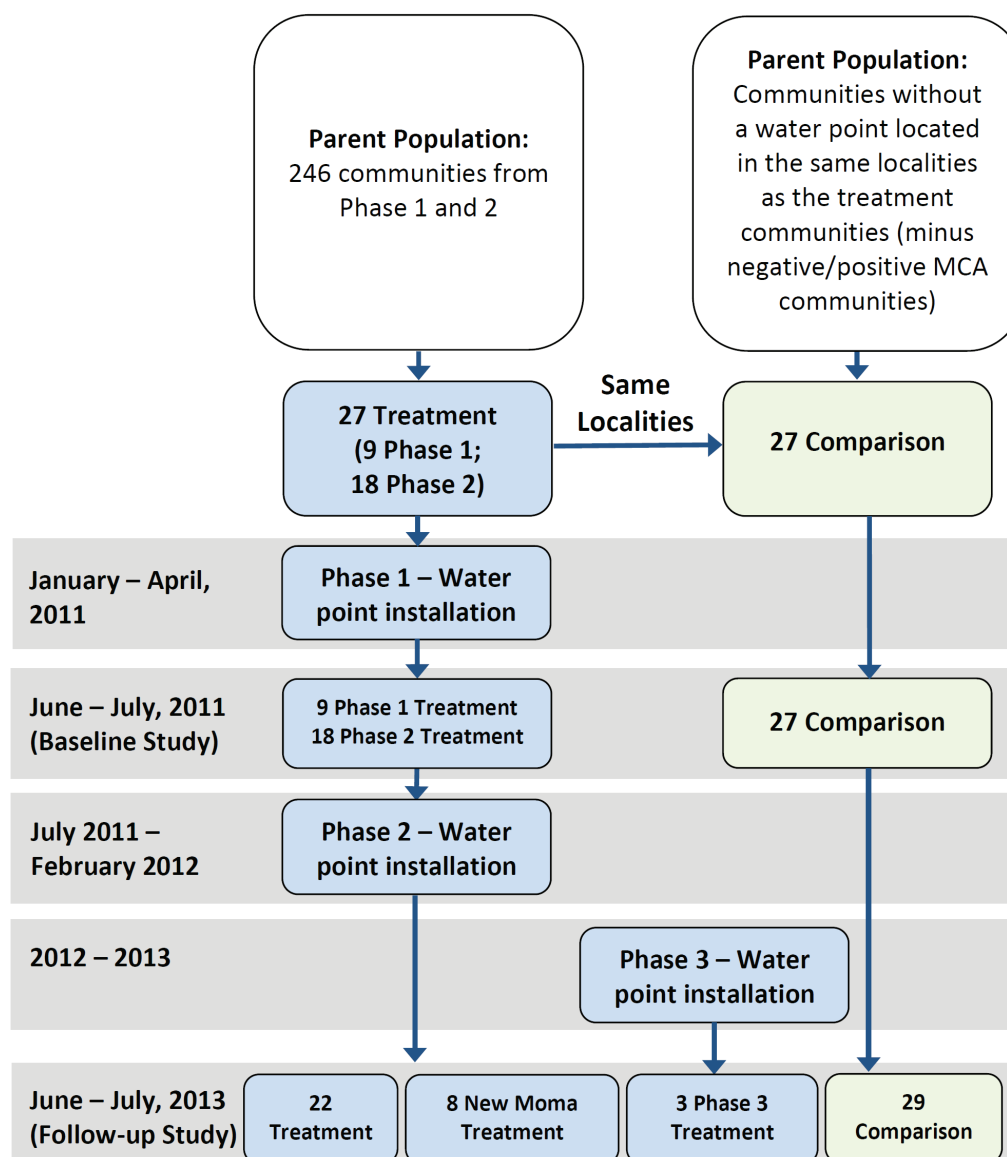 Parent Population:
246 communities from
Phase 1 and 2
Parent Population:
Communities without
a water point located
in the same localities
as the treatment
communities (minus
negative/positive MCA
communities)
27 Treatment
(9 Phase 1;
18 Phase 2)
Same
Localities
27 Comparison
January – April,
2011
Phase 1 – Water
point installation
June – July, 2011
(Baseline Study)
9 Phase 1 Treatment
18 Phase 2 Treatment
27 Comparison
July 2011 –
February 2012
Phase 2 – Water
point installation
2012 – 2013
Phase 3 – Water
point installation
June – July, 2013
(Follow-up Study)
22
Treatment
8 New Moma
Treatment
3 Phase 3
Treatment
29
Comparison